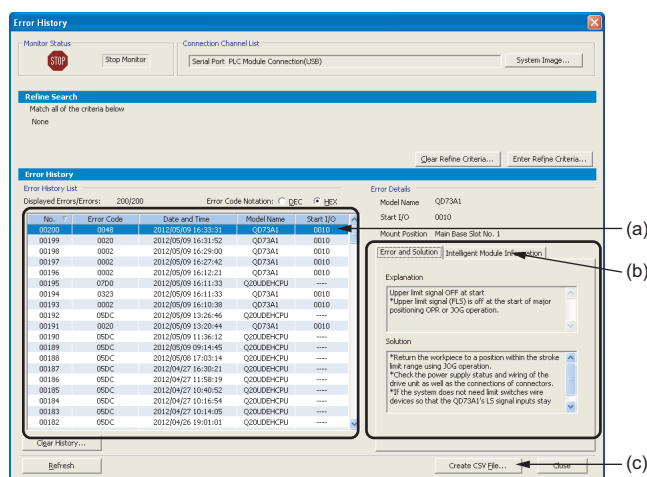 Error History
Monitor Status
STOP
Stop Monitor
Connection Channel List
Serial Port PLC Module Connection(USB)
System Image...
Refine Search
Match all of the criteria below
None
Clear Refine Criteria...
Enter Refine Criteria...
Error History
Error History List
Displayed Errors/Errors: 200/200
Error Code Notation: DEC HEX
No. Error Code Date and Time Model Name Start I/O
00200 0048 2012/05/09 16:33:31 QD73A1 0010
00199 0020 2012/05/09 16:31:52 QD73A1 0010
00198 0002 2012/05/09 16:29:00 QD73A1 0010
00197 0002 2012/05/09 16:27:42 QD73A1 0010
00196 0002 2012/05/09 16:12:21 QD73A1 0010
00195 07D0 2012/05/09 16:11:33 Q20UDEHCPU ----
00194 0323 2012/05/09 16:11:33 QD73A1 0010
00193 0002 2012/05/09 16:10:38 QD73A1 0010
00192 05DC 2012/05/09 13:26:46 Q20UDEHCPU ----
00191 0020 2012/05/09 13:20:44 QD73A1 0010
00190 05DC 2012/05/09 11:36:12 Q20UDEHCPU ----
00189 05DC 2012/05/09 09:14:45 Q20UDEHCPU ----
00188 05DC 2012/05/08 17:03:14 Q20UDEHCPU ----
00187 05DC 2012/04/27 16:30:21 Q20UDEHCPU ----
00186 05DC 2012/04/27 11:58:19 Q20UDEHCPU ----
00185 05DC 2012/04/27 10:40:52 Q20UDEHCPU ----
00184 05DC 2012/04/27 10:16:54 Q20UDEHCPU ----
00183 05DC 2012/04/27 10:14:05 Q20UDEHCPU ----
00182 05DC 2012/04/26 19:01:01 Q20UDEHCPU ----
Clear History...
Error Details
Model Name QD73A1
Start I/O 0010
Mount Position Main Base Slot No. 1
Error and Solution
Intelligent Module Information
Explanation
Upper limit signal OFF at start
*Upper limit signal (FLS) is off at the start of major
positioning OPR or JOG operation.
Solution
*Return the workpiece to a position within the stroke
limit range using JOG operation.
*Check the power supply status and wiring of the
drive unit as well as the connections of connectors.
*If the system does not need limit switches wire
devices so that the QD73A1's LS signal inputs stay
(a)
(b)
Refresh
Create CSV File...
Close
(c)